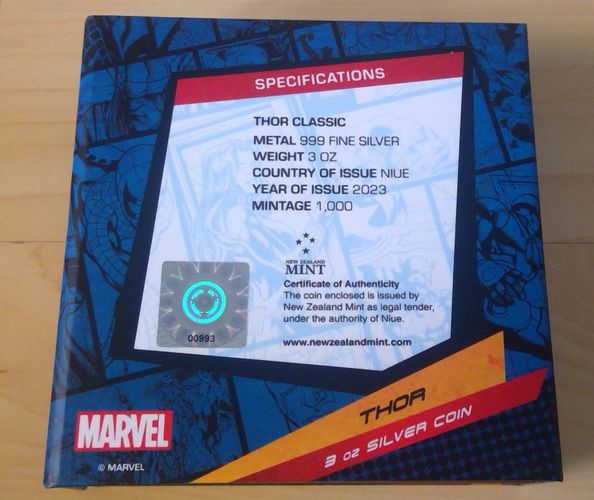 SPECIFICATIONS
THOR CLASSIC
METAL 999 FINE SILVER
WEIGHT 3 OZ
COUNTRY OF ISSUE NIUE
YEAR OF ISSUE 2023
MINTAGE 1,000
NEW ZEALAND
MINT
Certificate of Authenticity
The coin enclosed is issued by
New Zealand Mint as legal tender,
under the authority of Niue.
00993
www.newzealandmint.com
THOR
3 OZ SILVER COIN
MARVEL
© MARVEL